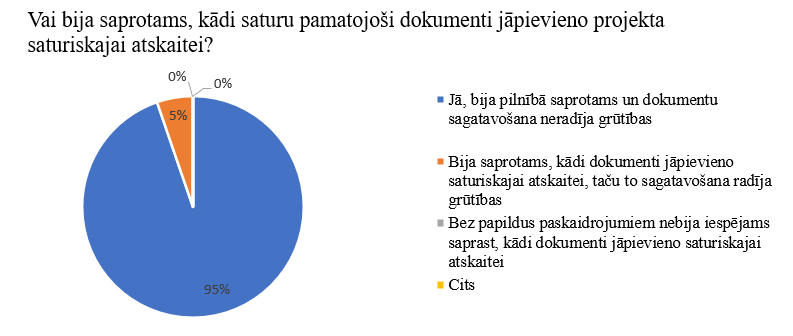 Vai bija saprotams, kādi saturu pamatojoši dokumenti jāpievieno projekta
saturiskajai atskaitei?
0%
0%
5%
95%
Jā, bija pilnībā saprotams un dokumentu
sagatavošana neradīja grūtības
Bija saprotams, kādi dokumenti jāpievieno
saturiskajai atskaitei, taču to sagatavošana radīja
grūtības
Bez papildus paskaidrojumiem nebija iespējams
saprast, kādi dokumenti jāpievieno saturiskajai
atskaitei
Cits